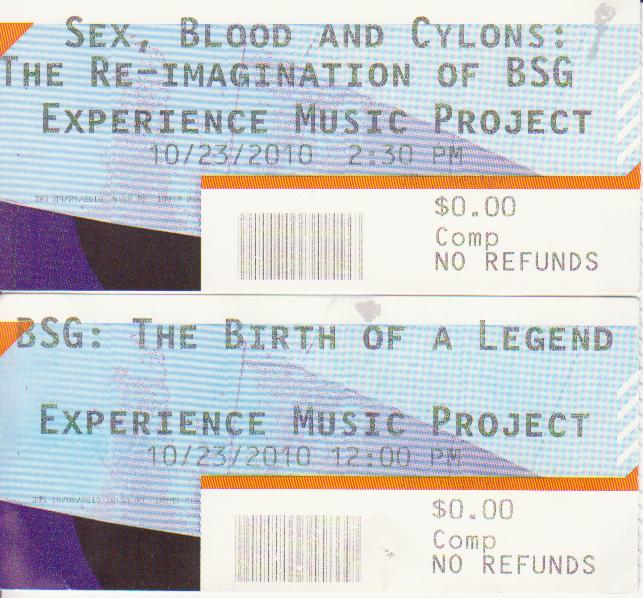 Sex, Blood and Cylons:
The Re-imagination of BSG
Experience Music Project
10/23/2010 2:30 PM
$0.00
Comp
NO REFUNDS
BSG: The Birth of a Legend
Experience Music Project
10/23/2010 12:00 PM
$0.00
Comp
NO REFUNDS